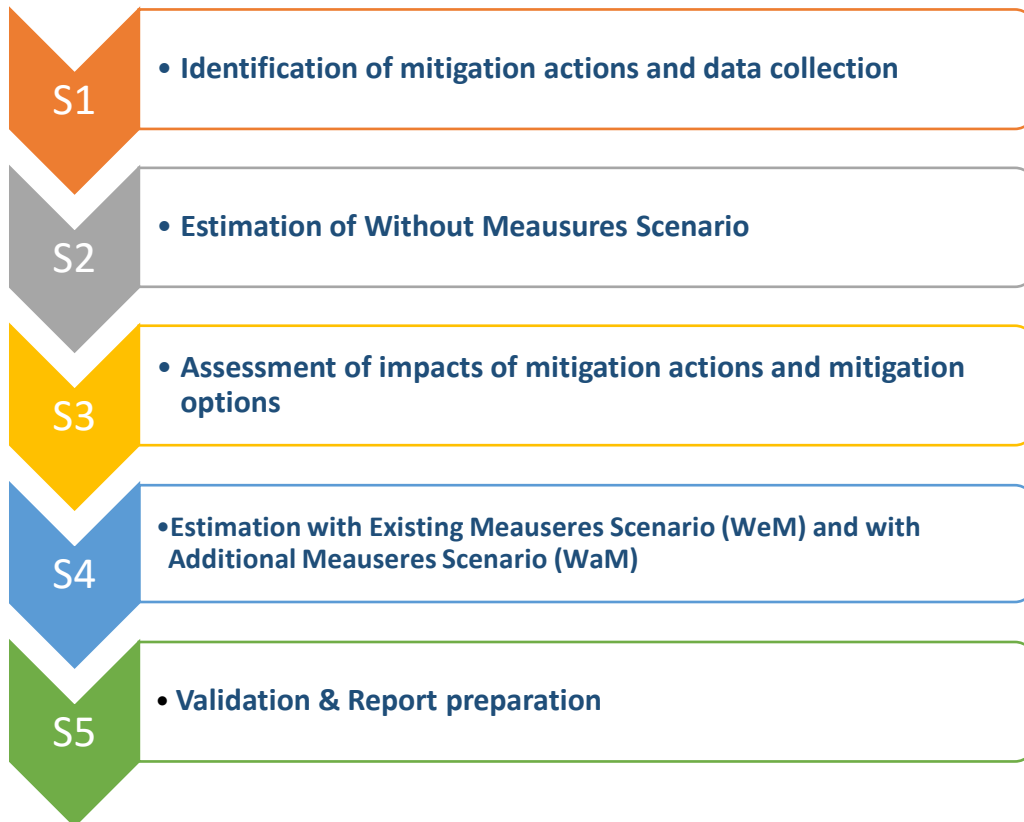 S1
• Identification of mitigation actions and data collection
S2
• Estimation of Without Meausures Scenario
S3
• Assessment of impacts of mitigation actions and mitigation
options
S4
•Estimation with Existing Meauseres Scenario (WeM) and with
Additional Meauseres Scenario (WaM)
S5
• Validation & Report preparation